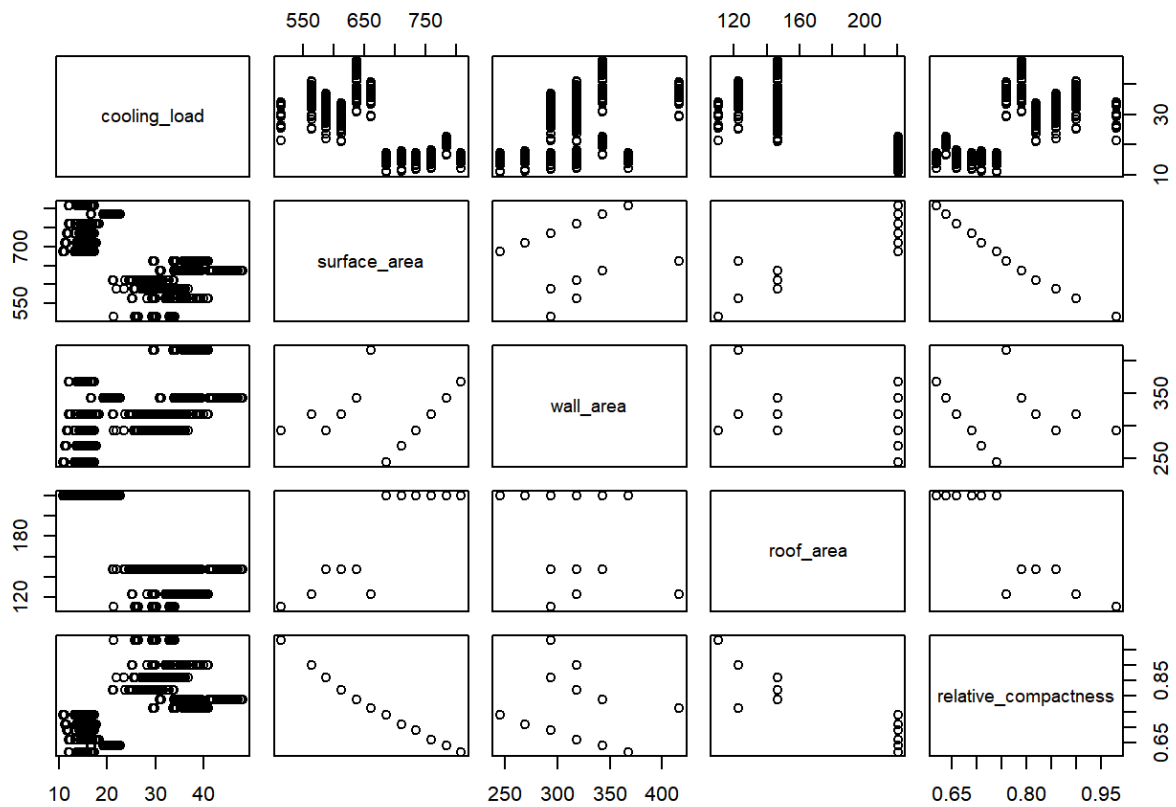 550 650 750
120 160 200
cooling_load
10 30
550 700
surface_area
wall_area
250 350
120 180
roof_area
relative_compactness
0.65 0.85
10 20 30 40
250 300 350 400
0.65 0.80 0.95